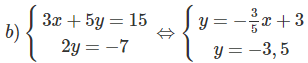 b) { 3x + 5y = 15 ⇔ { y = −3/5x + 3
2y = −7 y = −3,5